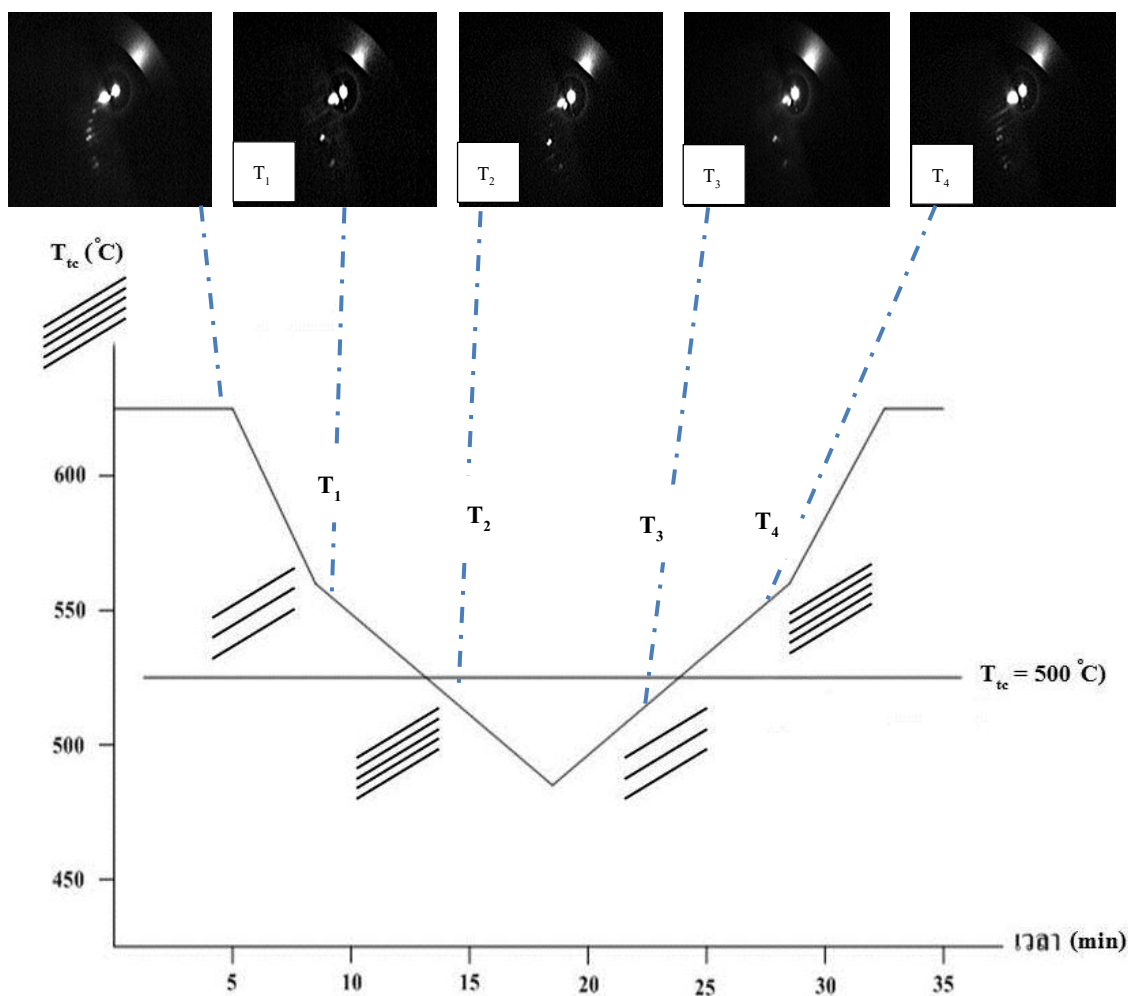 T1
T2
T3
T4
Ttc (°C)
600
T1
T2
T3
T4
550
Ttc = 500 °C)
500
450
5
10
15
20
25
30
35
เวลา (min)